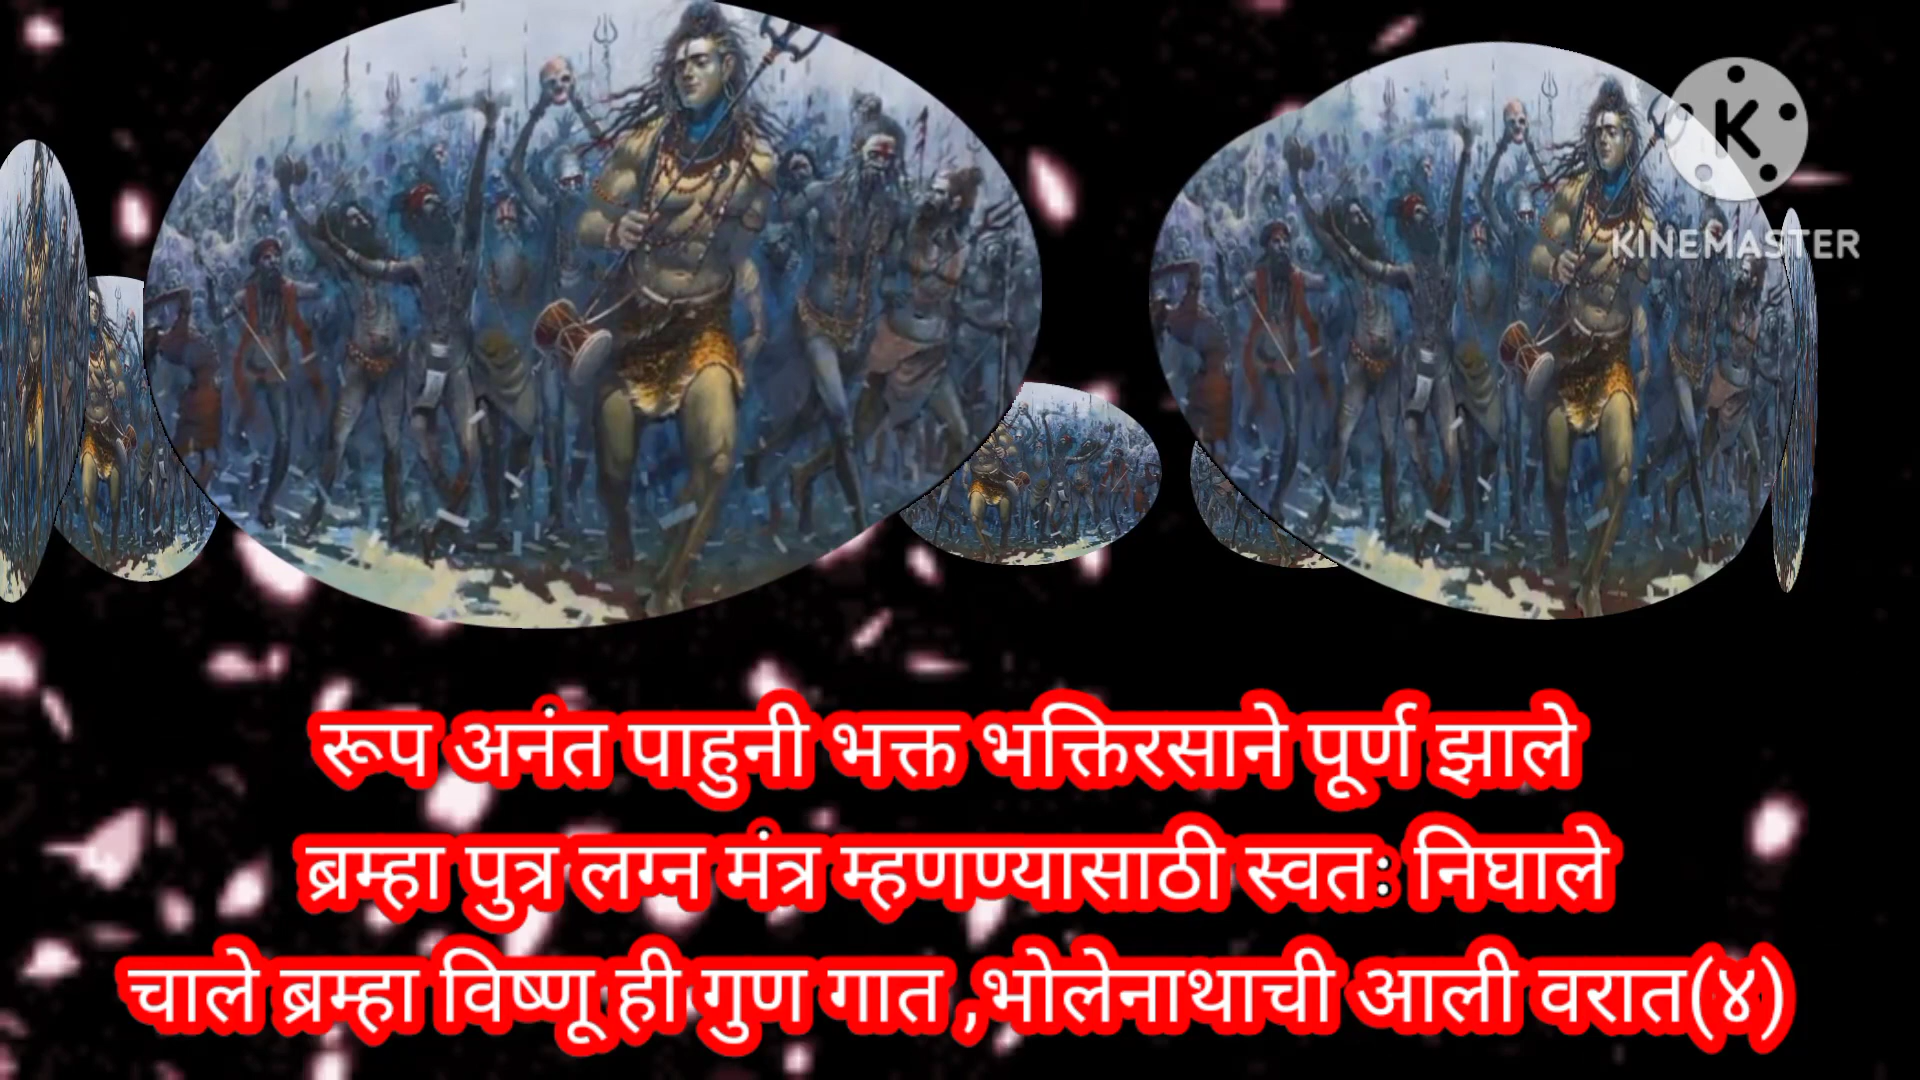 KINEMASTER
रूप अनंत पाहुनी भक्त भक्तिरसाने पूर्ण झाले
ब्रम्हा पुत्र लग्न मंत्र म्हणण्यासाठी स्वतः निघाले
चाले ब्रम्हा विष्णू ही गुण गात ,भोलेनाथाची आली वरात(४)